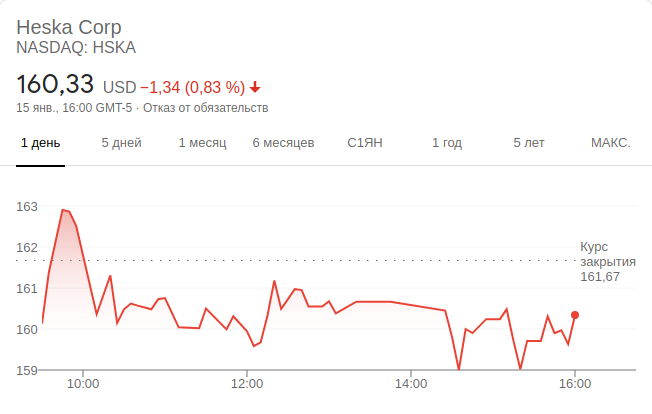 Heska Corp
NASDAQ: HSKA
160,33 USD −1,34 (0,83 %)
15 янв., 16:00 GMT-5 · Отказ от обязательств
1 день 5 дней 1 месяц 6 месяцев С1ЯН 1 год 5 лет МАКС.
163
162
161
160
159
Курс
закрытия
161,67
10:00 12:00 14:00 16:00